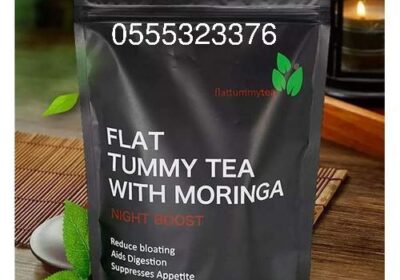 0555323376
flattummytea
FLAT
TUMMY TEA
WITH MORINGA
NIGHT BOOST
Reduce bloating
Aids Digestion
Suppresses Appetite